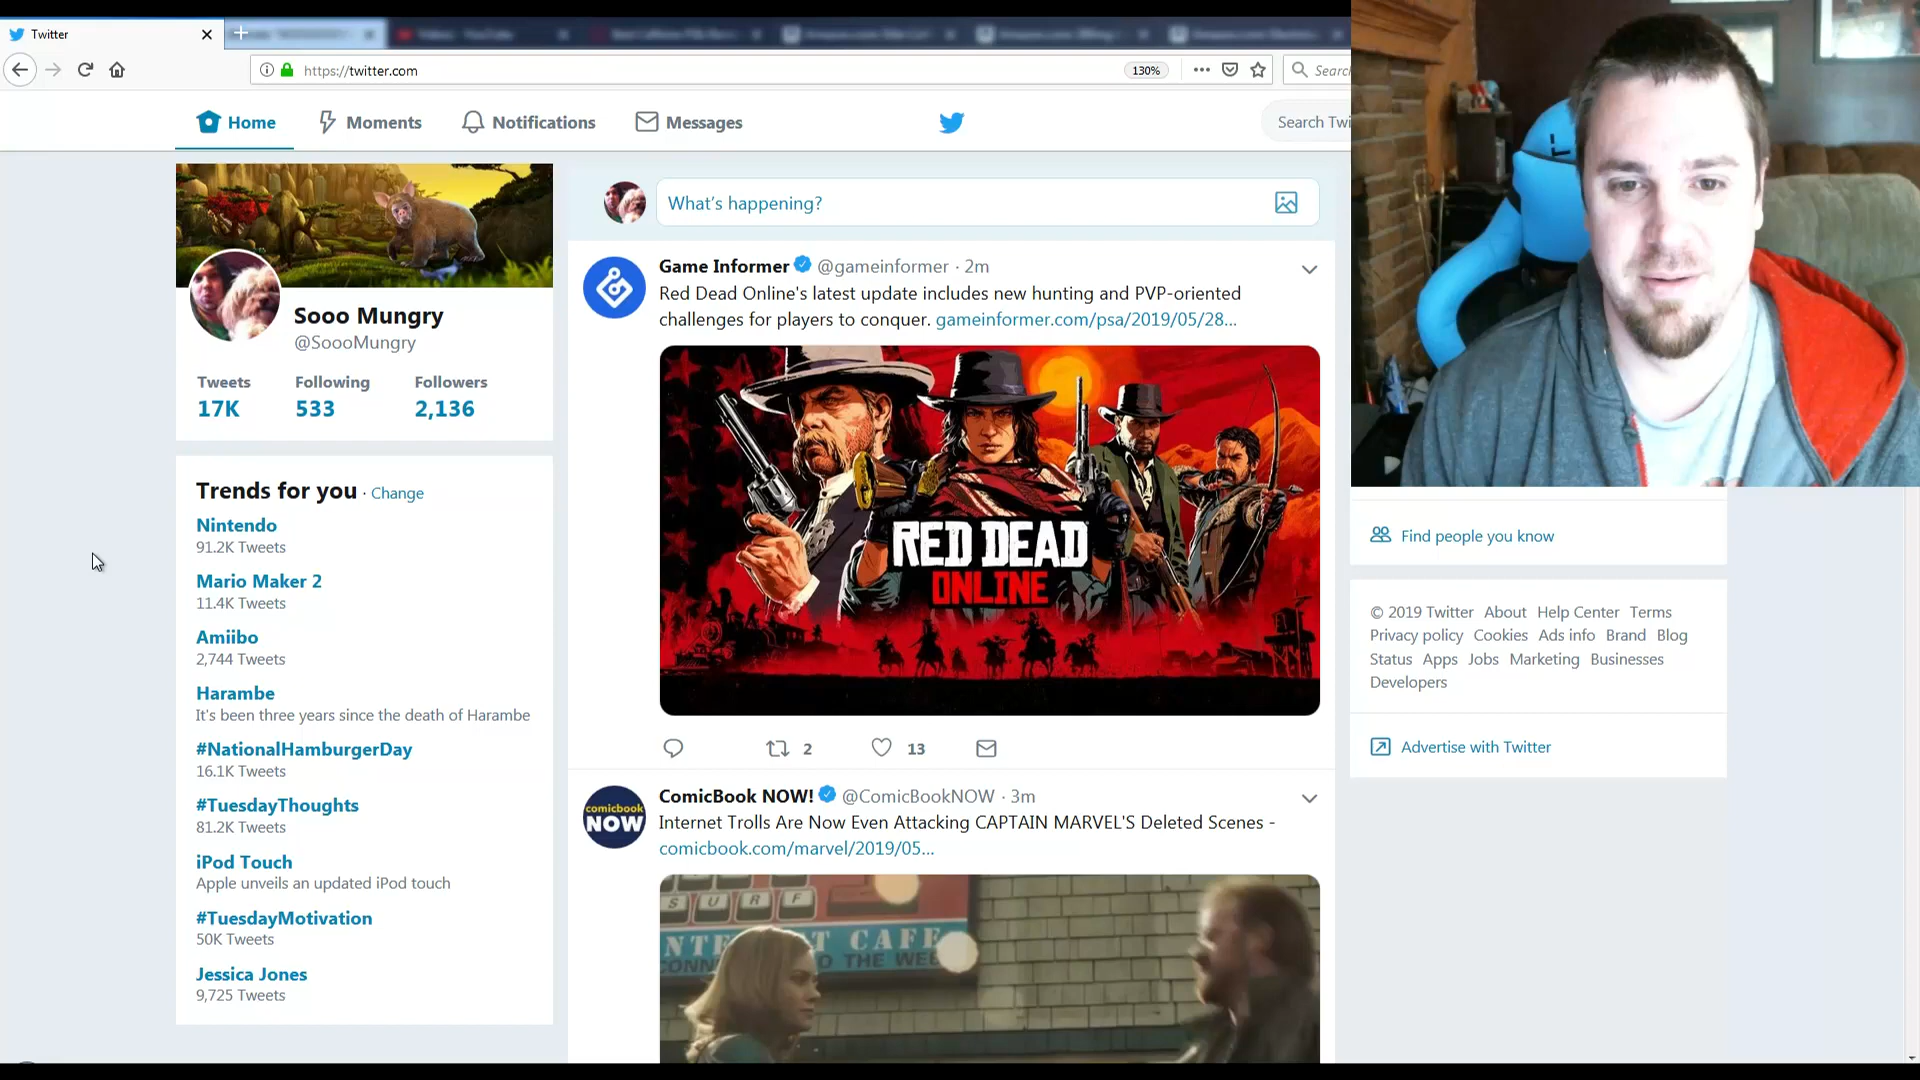 Twitter
https://twitter.com
130%
Search
Home
Moments
Notifications
Messages
Search Twi
What's happening?
Sooo Mungry
@SoooMungry
Tweets
Following
Followers
17K
533
2,136
Trends for you · Change
Nintendo
91.2K Tweets
Mario Maker 2
11.4K Tweets
Amiibo
2,744 Tweets
Harambe
It's been three years since the death of Harambe
#NationalHamburgerDay
16.1K Tweets
#TuesdayThoughts
81.2K Tweets
iPod Touch
Apple unveils an updated iPod touch
#TuesdayMotivation
50K Tweets
Jessica Jones
9,725 Tweets
Game Informer @gameinformer · 2m
Red Dead Online's latest update includes new hunting and PVP-oriented
challenges for players to conquer. gameinformer.com/psa/2019/05/28...
RED DEAD
ONLINE
2
13
comicbook
NOW
ComicBook NOW! @ComicBookNOW · 3m
Internet Trolls Are Now Even Attacking CAPTAIN MARVEL'S Deleted Scenes -
comicbook.com/marvel/2019/05...
SURF
CAFE
THE WE
Find people you know
© 2019 Twitter About Help Center Terms
Privacy policy Cookies Ads info Brand Blog
Status Apps Jobs Marketing Businesses
Developers
Advertise with Twitter